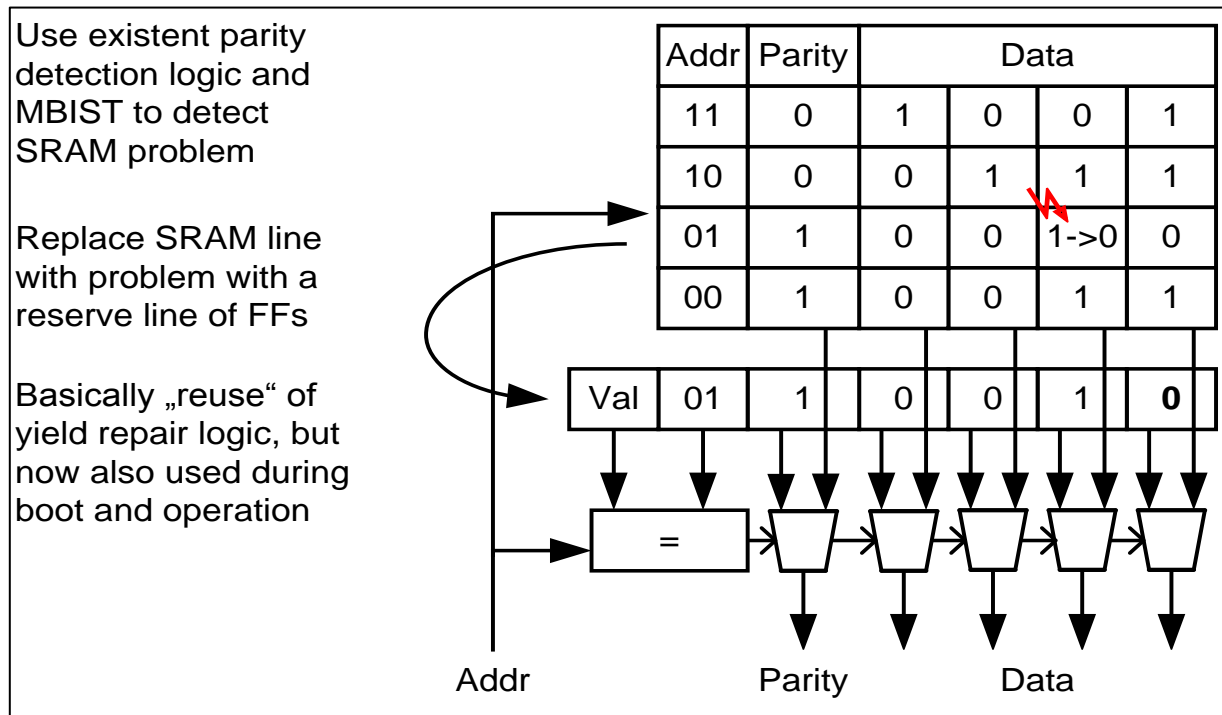 Use existent parity
detection logic and
MBIST to detect
SRAM problem
Replace SRAM line
with problem with a
reserve line of FFs
Basically „reuse“ of
yield repair logic, but
now also used during
boot and operation
Addr Parity Data
11 0 1 0 0 1
10 0 0 1 1 1
01 1 0 0 1->0 0
00 1 0 0 1 1
Val 01 1 0 0 1 0
=
Addr Parity Data